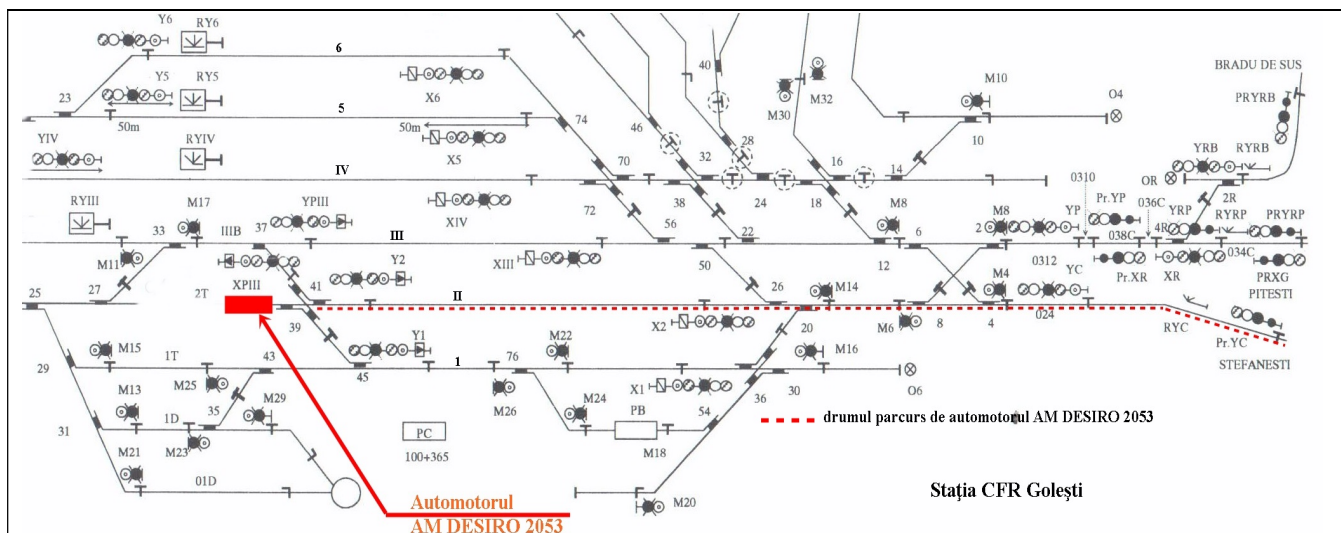 Y6 RY6
6
X6
Y5 RY5
23
5
50m
50m
X5
74
YIV RYIV
IV
XIV
70
72
46
32
38
56
40
28
24
M30
M32
16
18
14
M10
10
O4
BRADU DE SUS
PRYRB
YRB RYRB
OR
2R
0310
036C
Pr.YP
038C
YRP
4R
RYRP PRYRP
034C
Pr.XR
XR
PRXG
PITESTI
RYIII
M17
33
IIIB
37
YPIII
III
XIII
50
22
M8
12
6
2
M8
YP
0312
M11
27
25
2T
XPIII
41
39
Y2
II
X2
26
M14
20
M6
8
4
M4
YC
024
RYC
Pr.YC
STEFANESTI
M15
29
1T
43
45
Y1
1
76
M22
M16
30
36
X1
O6
M13
M25
35
M29
M26
M24
PB
54
M18
31
1D
M23
M21
01D
PC
100+365
M20
drumul parcurs de automotorul AM DESIRO 2053
Automotorul
AM DESIRO 2053
Staţia CFR Goleşti